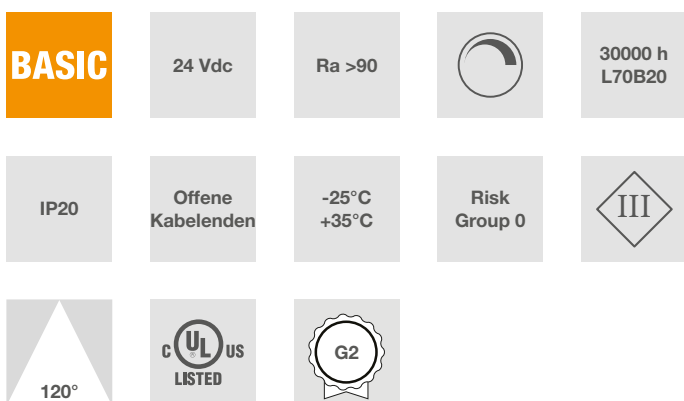 BASIC
24 Vdc
Ra >90
30000 h
L70B20
IP20
Offene
Kabelenden
-25°C
+35°C
Risk
Group 0
III
120°
C UL US
®
LISTED
G2